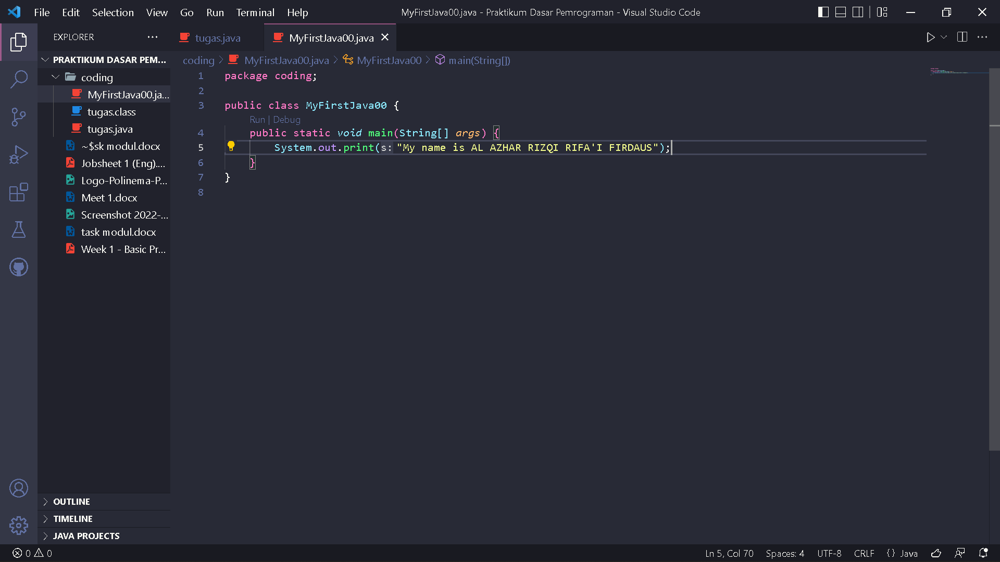 File Edit Selection View Go Run Terminal Help
MyFirstJava00.java - Praktikum Dasar Pemrograman - Visual Studio Code
EXPLORER
PRAKTIKUM DASAR PEM...
coding
MyFirstJava00.ja...
tugas.class
tugas.java
~$sk modul.docx
Jobsheet 1 (Eng)....
Logo-Polinema-P...
Meet 1.docx
Screenshot 2022-...
task modul.docx
Week 1 - Basic Pr...
OUTLINE
TIMELINE
JAVA PROJECTS
tugas.java
MyFirstJava00.java
coding > MyFirstJava00.java > MyFirstJava00 > main(String[])
1 package coding;
2
3 public class MyFirstJava00 {
Run | Debug
4 public static void main(String[] args) {
5 System.out.print(s: "My name is AL AZHAR RIZQI RIFA'I FIRDAUS");
6 }
7 }
8
0 0
Ln 5, Col 70 Spaces: 4 UTF-8 CRLF {} Java